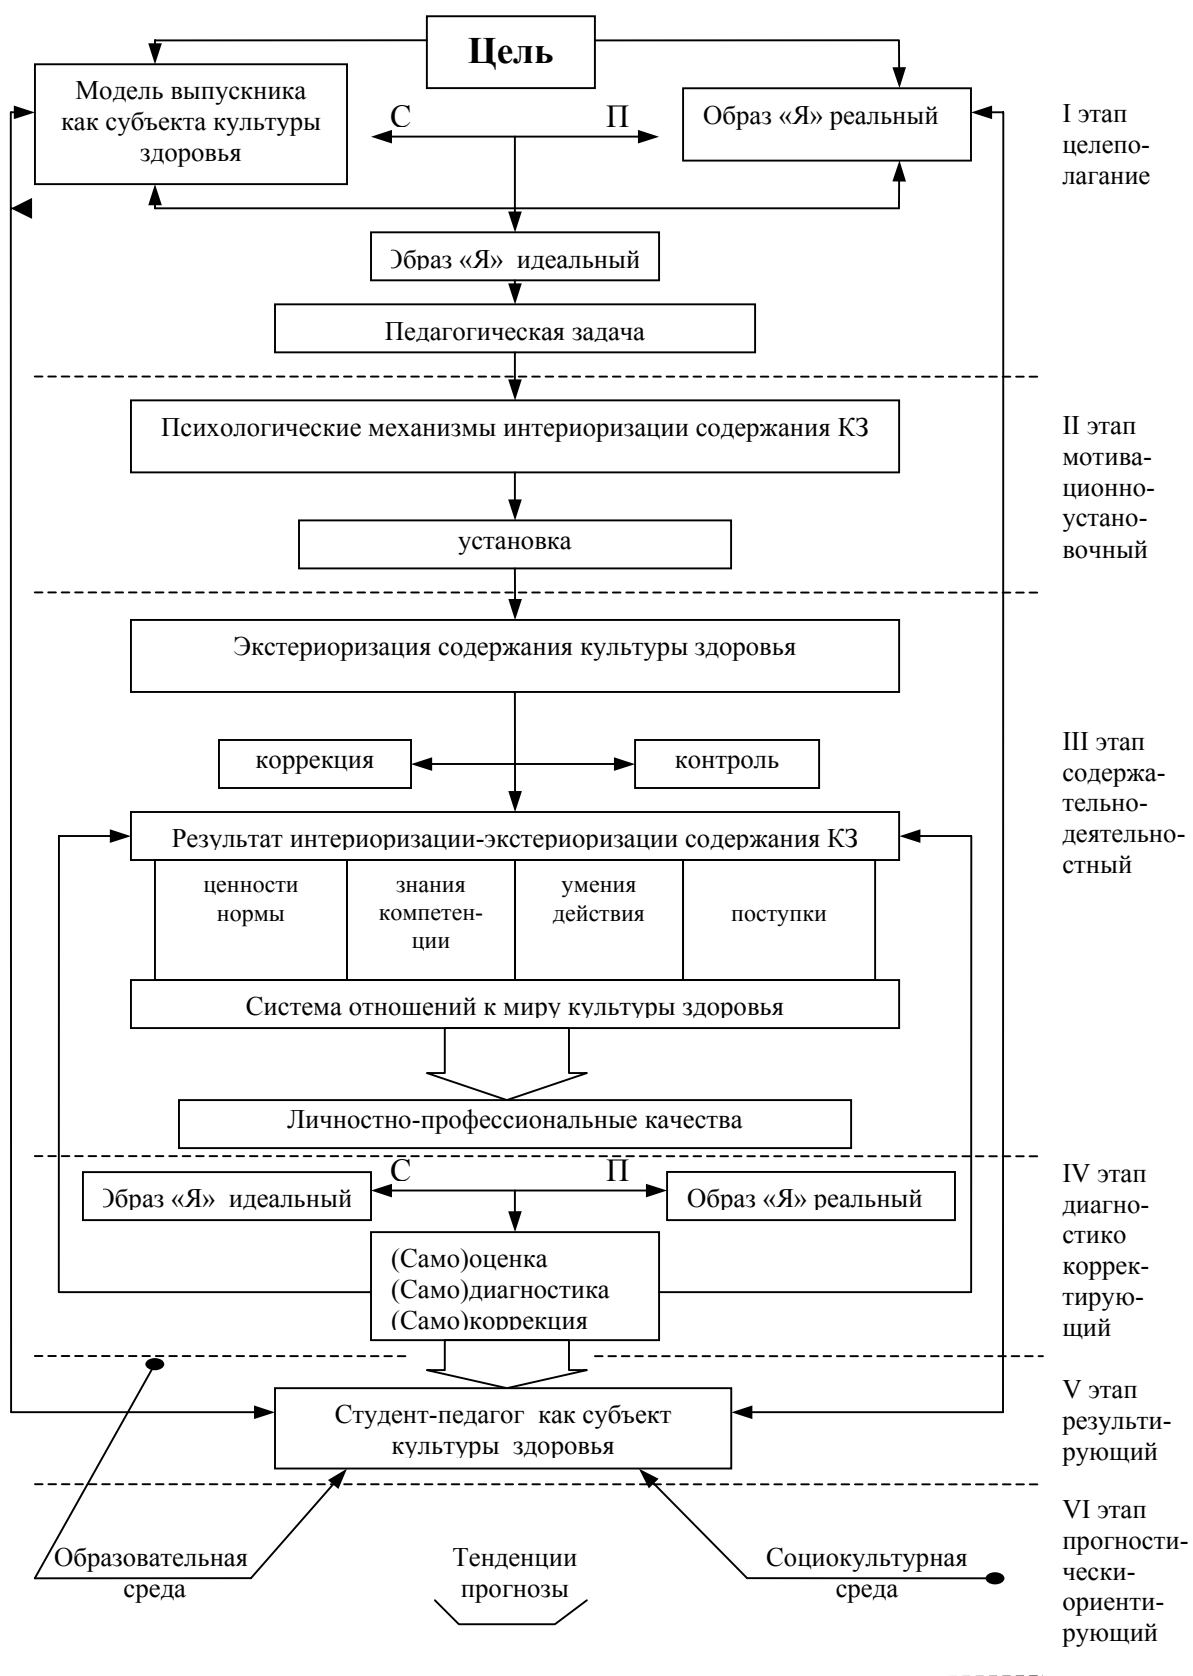 Цель
Модель выпускника
как субъекта культуры
здоровья
С
П
Образ «Я» реальный
I этап
целепо-
лагание
Образ «Я» идеальный
Педагогическая задача
Психологические механизмы интериоризации содержания КЗ
установка
II этап
мотива-
ционно-
устано-
вочный
Экстериоризация содержания культуры здоровья
коррекция
контроль
Результат интериоризации-экстериоризации содержания КЗ
ценности
нормы
знания
компетен-
ции
умения
действия
поступки
Система отношений к миру культуры здоровья
Личностно-профессиональные качества
III этап
содержа-
тельно-
деятельно-
стный
С
П
Образ «Я» идеальный
Образ «Я» реальный
(Само)оценка
(Само)диагностика
(Само)коррекция
IV этап
диагно-
стико
коррек-
тирую-
щий
Студент-педагог как субъект
культуры здоровья
V этап
результи-
рующий
Образовательная
среда
Тенденции
прогнозы
Социокультурная
среда
VI этап
прогности-
чески-
ориенти-
рующий